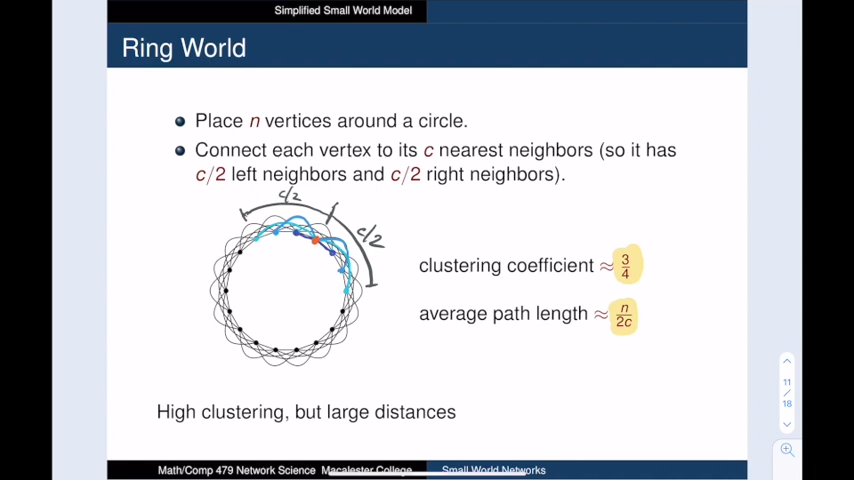 Simplified Small World Model
Ring World
Place n vertices around a circle.
Connect each vertex to its c nearest neighbors (so it has
c/2 left neighbors and c/2 right neighbors).
c/2
c/2
clustering coefficient ≈ 3/4
average path length ≈ n/2c
High clustering, but large distances
11
/
18
Math/Comp 479 Network Science Macalester College Small World Networks